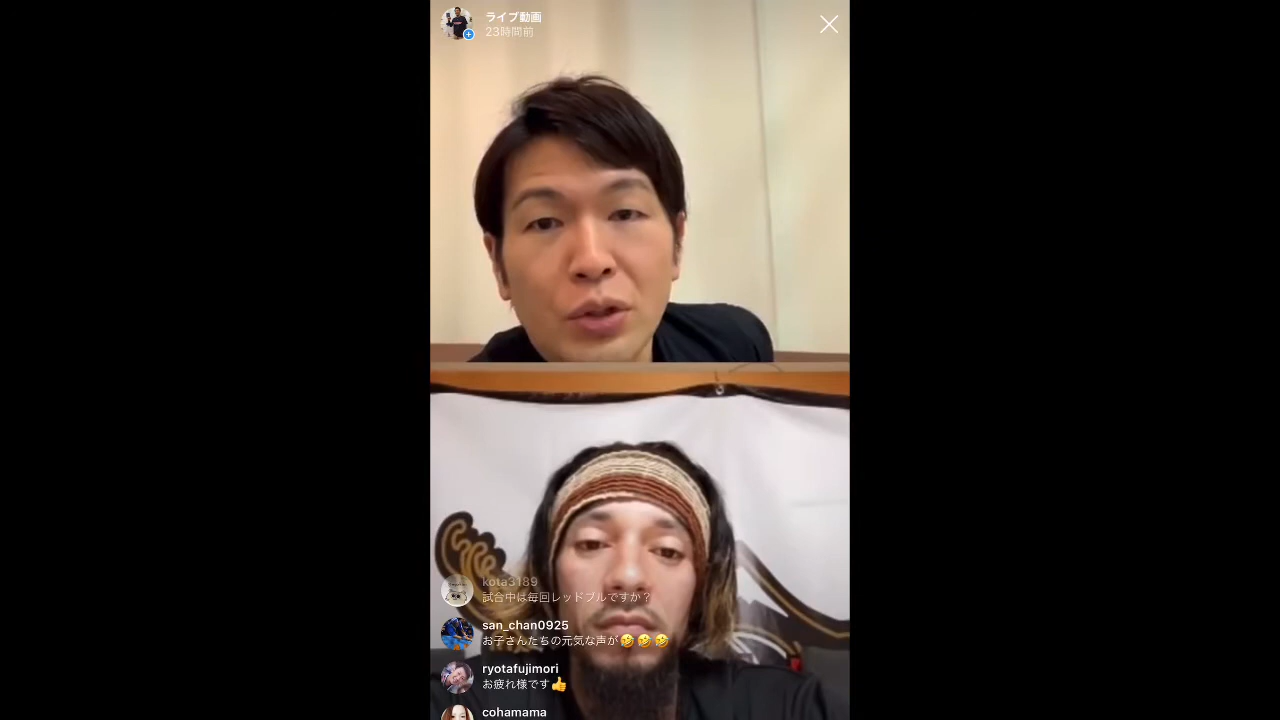 ライブ動画
23時間前
kota3189
試合中は毎回レッドブルですか？
san_chan0925
お子さんたちの元気な声が🤣🤣🤣
ryotafujimori
お疲れ様です👍
cohamama